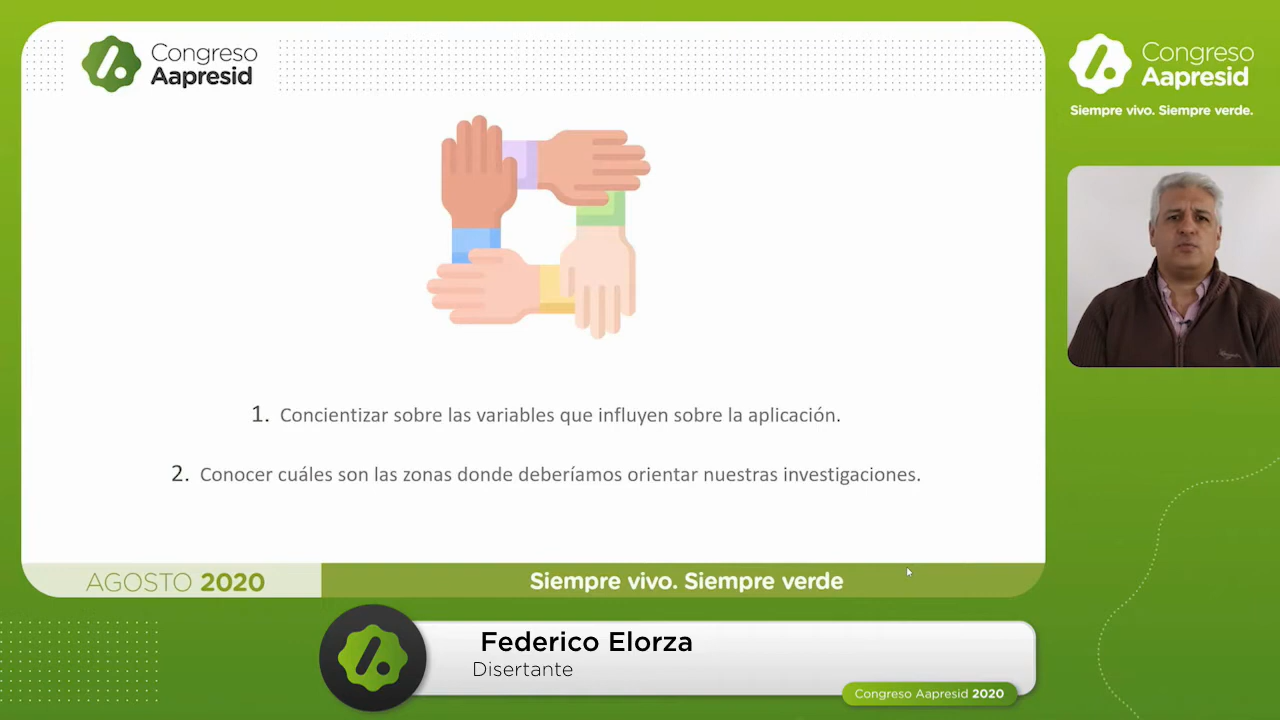 Congreso
Aapresid
Congreso
Aapresid
Siempre vivo. Siempre verde.
1. Concientizar sobre las variables que influyen sobre la aplicación.
2. Conocer cuáles son las zonas donde deberíamos orientar nuestras investigaciones.
AGOSTO 2020
Siempre vivo. Siempre verde
Federico Elorza
Disertante
Congreso Aapresid 2020